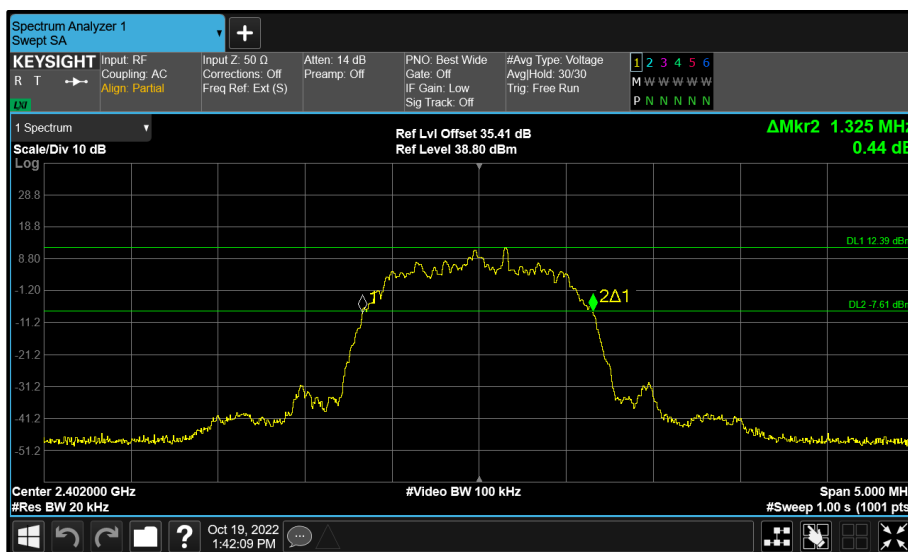 Spectrum Analyzer 1
Swept SA
KEYSIGHT
R T
LXI
Input: RF
Coupling: AC
Align: Partial
Input Z: 50 Ω
Corrections: Off
Freq Ref: Ext (S)
Atten: 14 dB
Preamp: Off
PNO: Best Wide
Gate: Off
IF Gain: Low
Sig Track: Off
#Avg Type: Voltage
Avg|Hold: 30/30
Trig: Free Run
1 2 3 4 5 6
M W W W W W
P N N N N N
1 Spectrum
Scale/Div 10 dB
Log
Ref Lvl Offset 35.41 dB
Ref Level 38.80 dBm
ΔMkr2 1.325 MHz
0.44 dB
28.8
18.8
DL1 12.39 dBm
8.80
-1.20
1
2Δ1
DL2 -7.61 dBm
-11.2
-21.2
-31.2
-41.2
-51.2
Center 2.402000 GHz
#Res BW 20 kHz
#Video BW 100 kHz
Span 5.000 MH
#Sweep 1.00 s (1001 pts
Oct 19, 2022
1:42:09 PM